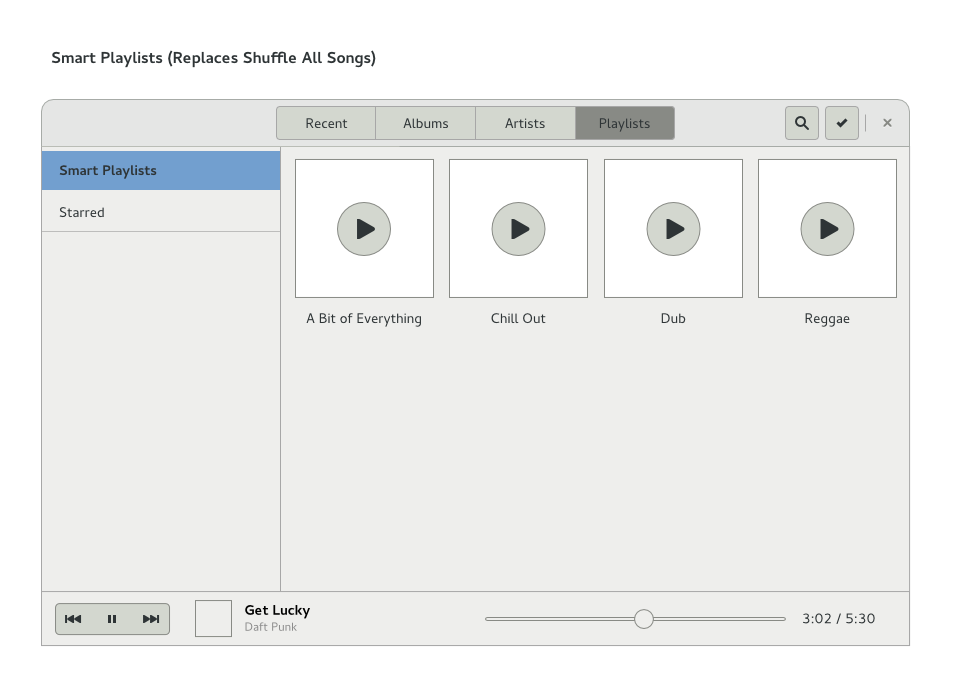 Smart Playlists (Replaces Shuffle All Songs)
Recent Albums Artists Playlists
Smart Playlists
Starred
A Bit of Everything Chill Out Dub Reggae
Get Lucky
Daft Punk
3:02 / 5:30